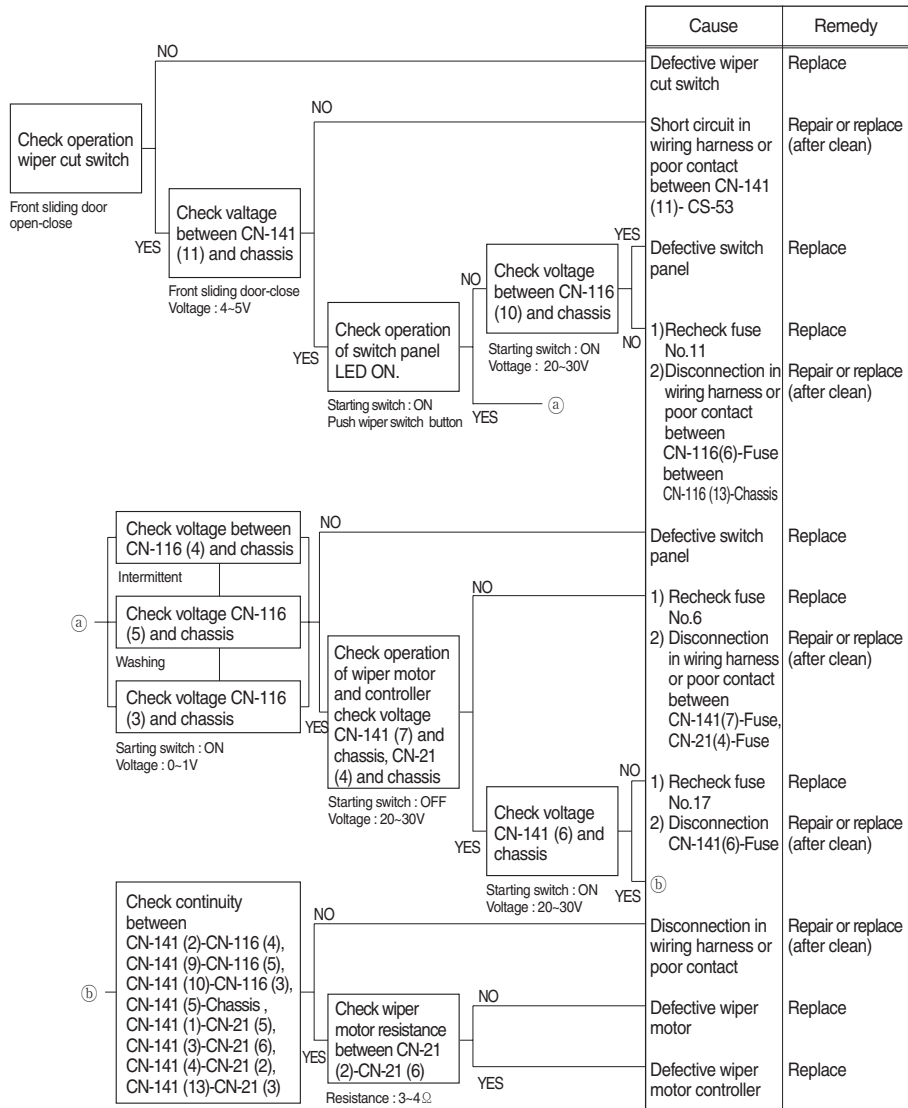 Cause
Remedy
NO
Defective wiper
cut switch
Replace
Check operation
wiper cut switch
Front sliding door
open-close
YES
NO
Short circuit in
wiring harness or
poor contact
between CN-141
(11)- CS-53
Repair or replace
(after clean)
Check valtage
between CN-141
(11) and chassis
Front sliding door-close
Voltage : 4~5V
YES
Check operation
of switch panel
LED ON.
Starting switch : ON
Push wiper switch button
NO
YES
ⓐ
Check voltage
between CN-116
(10) and chassis
Starting switch : ON
Vottage : 20~30V
YES
Defective switch
panel
Replace
NO
1)Recheck fuse
No.11
Replace
2)Disconnection in
wiring harness or
poor contact
between
CN-116(6)-Fuse
between
CN-116 (13)-Chassis
Repair or replace
(after clean)
ⓐ
Check voltage between
CN-116 (4) and chassis
Intermittent
Check voltage CN-116
(5) and chassis
Washing
Check voltage CN-116
(3) and chassis
Sarting switch : ON
Voltage : 0~1V
NO
Defective switch
panel
Replace
YES
Check operation
of wiper motor
and controller
check voltage
CN-141 (7) and
chassis, CN-21
(4) and chassis
Starting switch : OFF
Voltage : 20~30V
NO
1) Recheck fuse
No.6
Replace
2) Disconnection
in wiring harness
or poor contact
between
CN-141(7)-Fuse,
CN-21(4)-Fuse
Repair or replace
(after clean)
YES
Check voltage
CN-141 (6) and
chassis
Starting switch : ON
Voltage : 20~30V
NO
1) Recheck fuse
No.17
Replace
2) Disconnection
CN-141(6)-Fuse
Repair or replace
(after clean)
YES
ⓑ
ⓑ
Check continuity
between
CN-141 (2)-CN-116 (4),
CN-141 (9)-CN-116 (5),
CN-141 (10)-CN-116 (3),
CN-141 (5)-Chassis ,
CN-141 (1)-CN-21 (5),
CN-141 (3)-CN-21 (6),
CN-141 (4)-CN-21 (2),
CN-141 (13)-CN-21 (3)
NO
Disconnection in
wiring harness or
poor contact
Repair or replace
(after clean)
YES
Check wiper
motor resistance
between CN-21
(2)-CN-21 (6)
Resistance : 3~4Ω
NO
Defective wiper
motor
Replace
YES
Defective wiper
motor controller
Replace